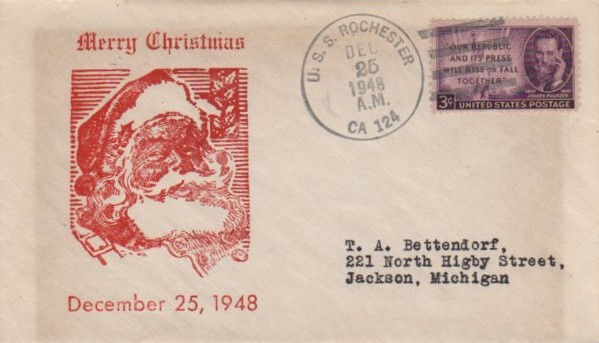 Merry Christmas
December 25, 1948
U. S. S. ROCHESTER
DEC
25
1948
A.M.
CA 124
"OUR REPUBLIC
AND ITS PRESS
WILL RISE OR FALL
TOGETHER"
JOSEPH PULITZER
3¢ UNITED STATES POSTAGE
T. A. Bettendorf,
221 North Higby Street,
Jackson, Michigan